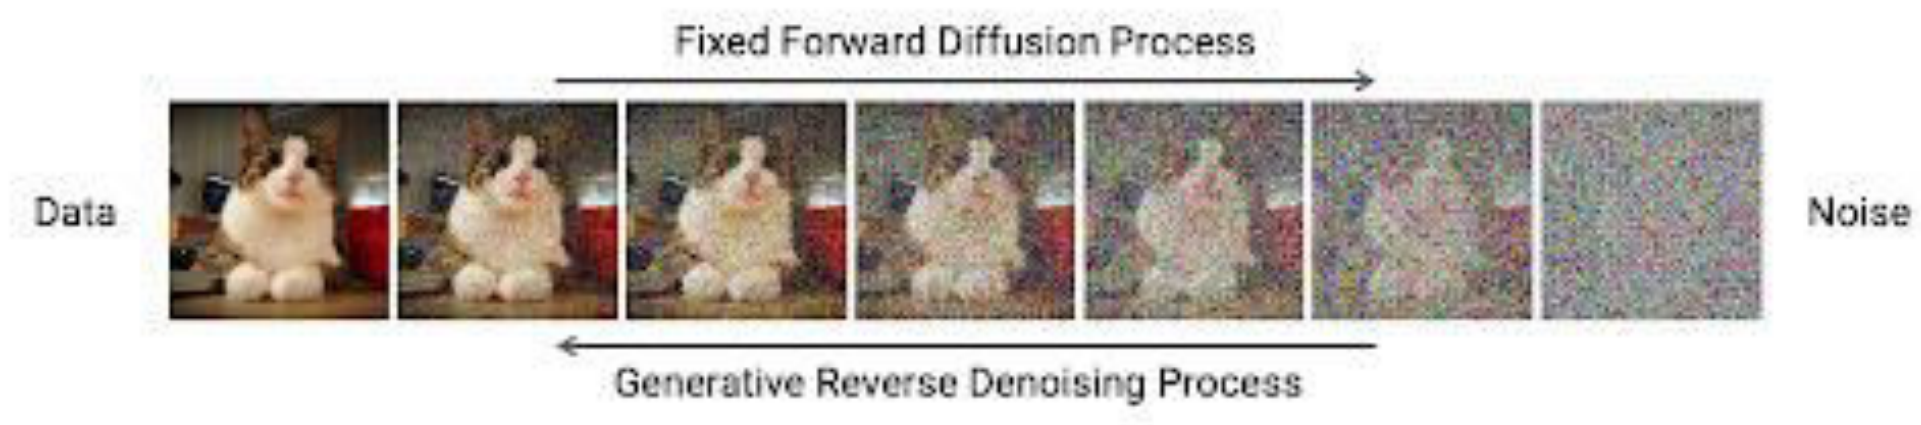 Fixed Forward Diffusion Process
Data
Noise
Generative Reverse Denoising Process